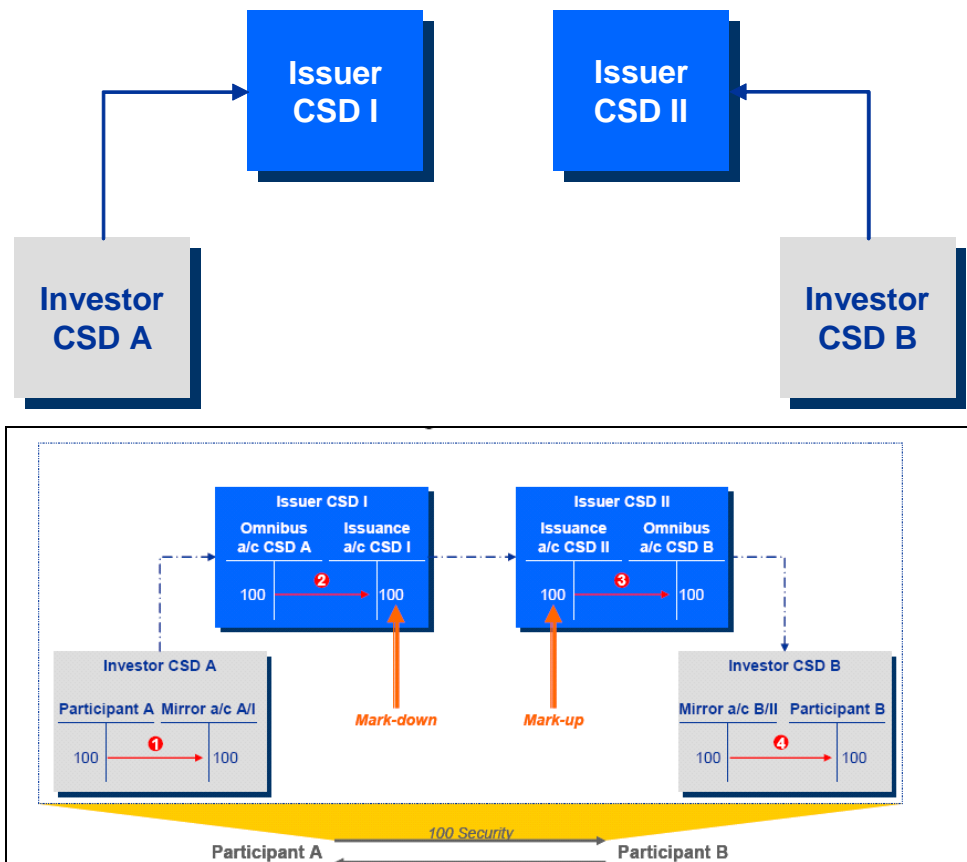 Issuer
CSD I
Issuer
CSD II
Investor
CSD A
Investor
CSD B
Issuer CSD I
Omnibus Issuance
a/c CSD A a/c CSD I
2
100 100
Issuer CSD II
Issuance Omnibus
a/c CSD II a/c CSD B
3
100 100
Investor CSD A
Participant A Mirror a/c A/I
1
100 100
Mark-down
Mark-up
Investor CSD B
Mirror a/c B/II Participant B
4
100 100
100 Security
Participant A Participant B